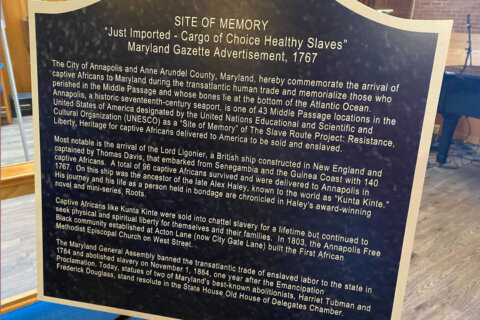 SITE OF MEMORY
"Just Imported - Cargo of Choice Healthy Slaves"
Maryland Gazette Advertisement, 1767
The City of Annapolis and Anne Arundel County, Maryland, hereby commemorate the arrival of
captive Africans to Maryland during the transatlantic human trade and memorialize those who
perished in the Middle Passage and whose bones lie at the bottom of the Atlantic Ocean.
Annapolis, a historic seventeenth-century seaport, is one of 43 Middle Passage locations in the
United States of America designated by the United Nations Educational and Scientific and
Cultural Organization (UNESCO) as a "Site of Memory" of The Slave Route Project: Resistance,
Liberty, Heritage for captive Africans delivered to America to be sold and enslaved.
Most notable is the arrival of the Lord Ligonier, a British ship constructed in New England and
captained by Thomas Davis, that embarked from Senegambia and the Guinea Coast with 140
captive Africans. A total of 96 captive Africans survived and were delivered to Annapolis in
1767. On this ship was the ancestor of the late Alex Haley, known to the world as "Kunta Kinte."
His journey and his life as a person held in bondage are chronicled in Haley's award-winning
novel and mini-series, Roots.
Captive Africans like Kunta Kinte were sold into chattel slavery for a lifetime but continued to
seek physical and spiritual liberty for themselves and their families. In 1803, the Annapolis Free
Black community established at Acton Lane (now City Gate Lane) built the First African
Methodist Episcopal Church on West Street.
The Maryland General Assembly banned the transatlantic trade of enslaved labor to the state in
1784 and abolished slavery on November 1, 1864, one year after the Emancipation
Proclamation. Today, statues of two of Maryland's best-known abolitionists, Harriet Tubman and
Frederick Douglass, stand resolute in the State House Old House of Delegates Chamber.